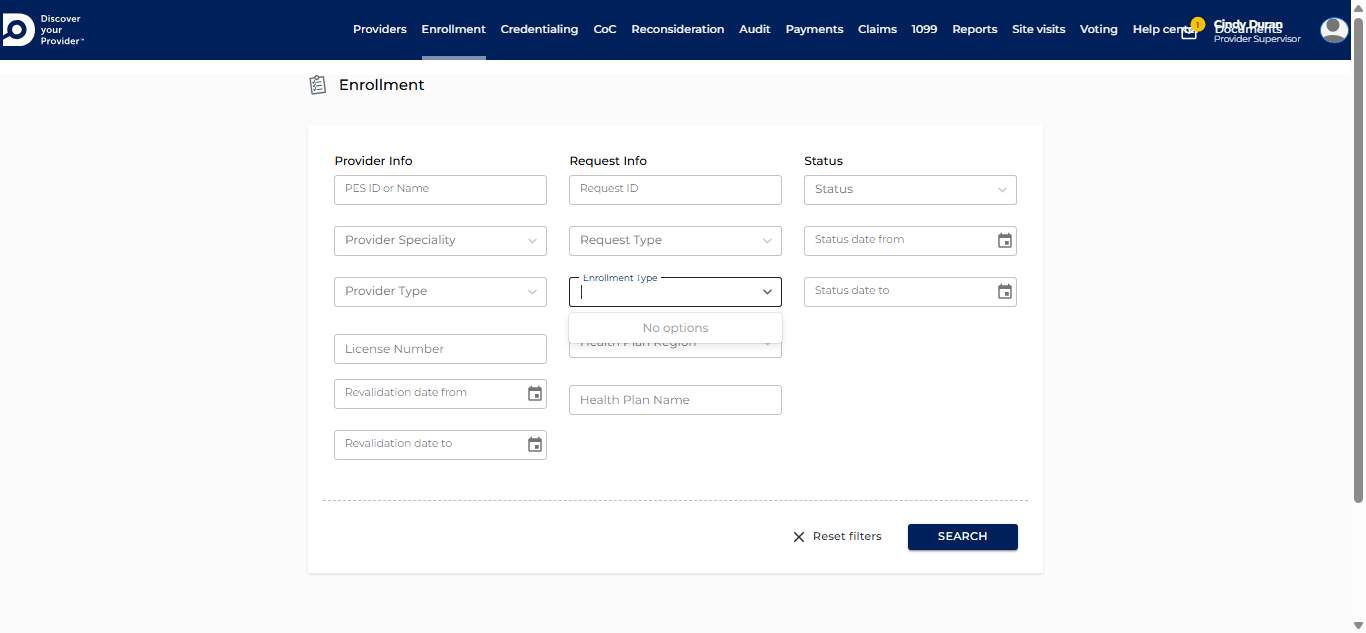 Discover
your
Provider™
Providers Enrollment Credentialing CoC Reconsideration Audit Payments Claims 1099 Reports Site visits Voting Help center Documents
1
Cindy Duran
Provider Supervisor
Enrollment
Provider Info Request Info Status
PES ID or Name Request ID Status
Provider Speciality Request Type Status date from
Enrollment Type
Provider Type Status date to
No options
License Number Health Plan Region
Revalidation date from Health Plan Name
Revalidation date to
Reset filters SEARCH